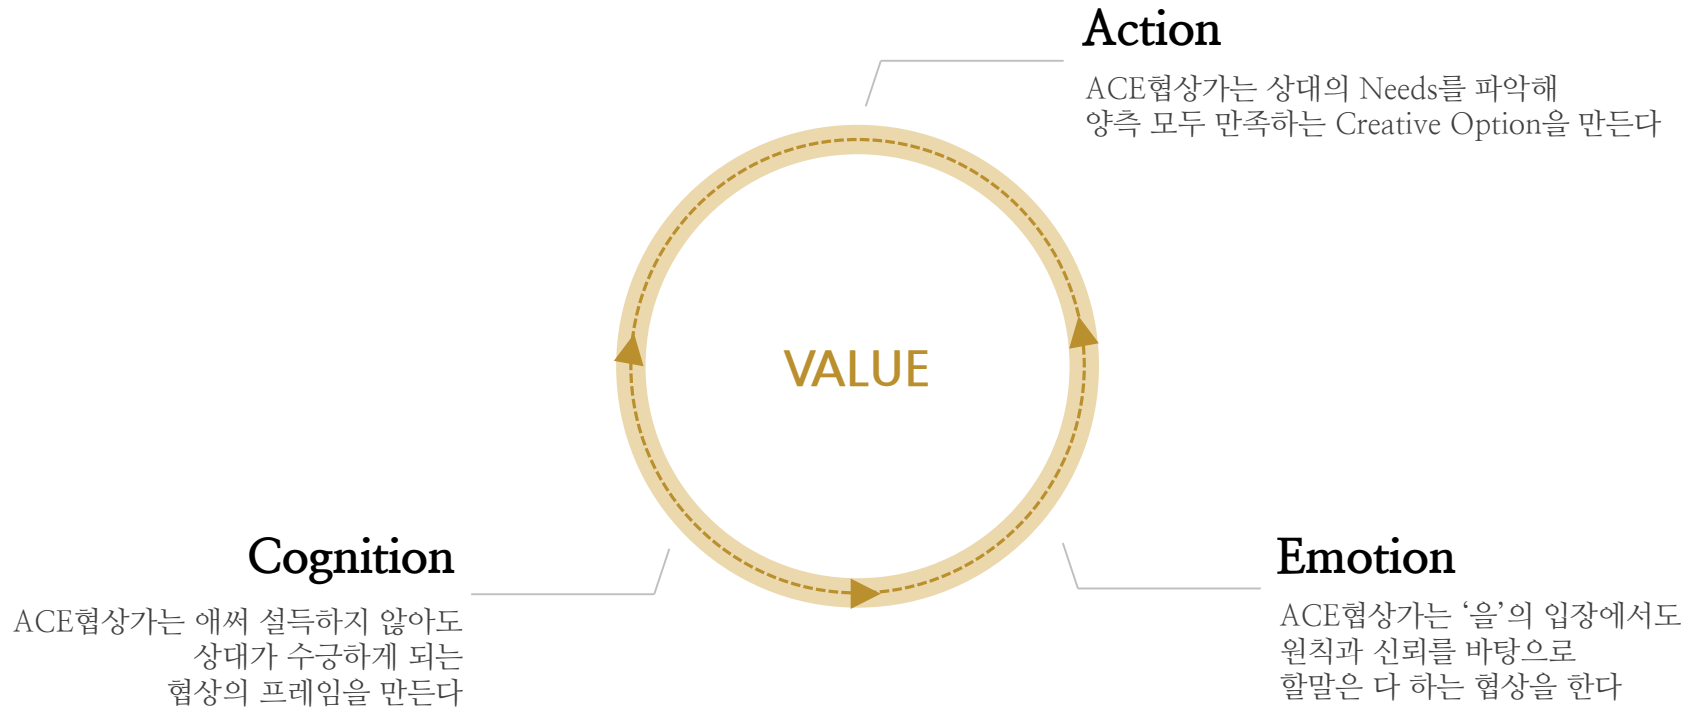 Action
ACE협상가는 상대의 Needs를 파악해
양측 모두 만족하는 Creative Option을 만든다
VALUE
Cognition
ACE협상가는 애써 설득하지 않아도
상대가 수긍하게 되는
협상의 프레임을 만든다
Emotion
ACE협상가는 ‘을’의 입장에서도
원칙과 신뢰를 바탕으로
할말은 다 하는 협상을 한다